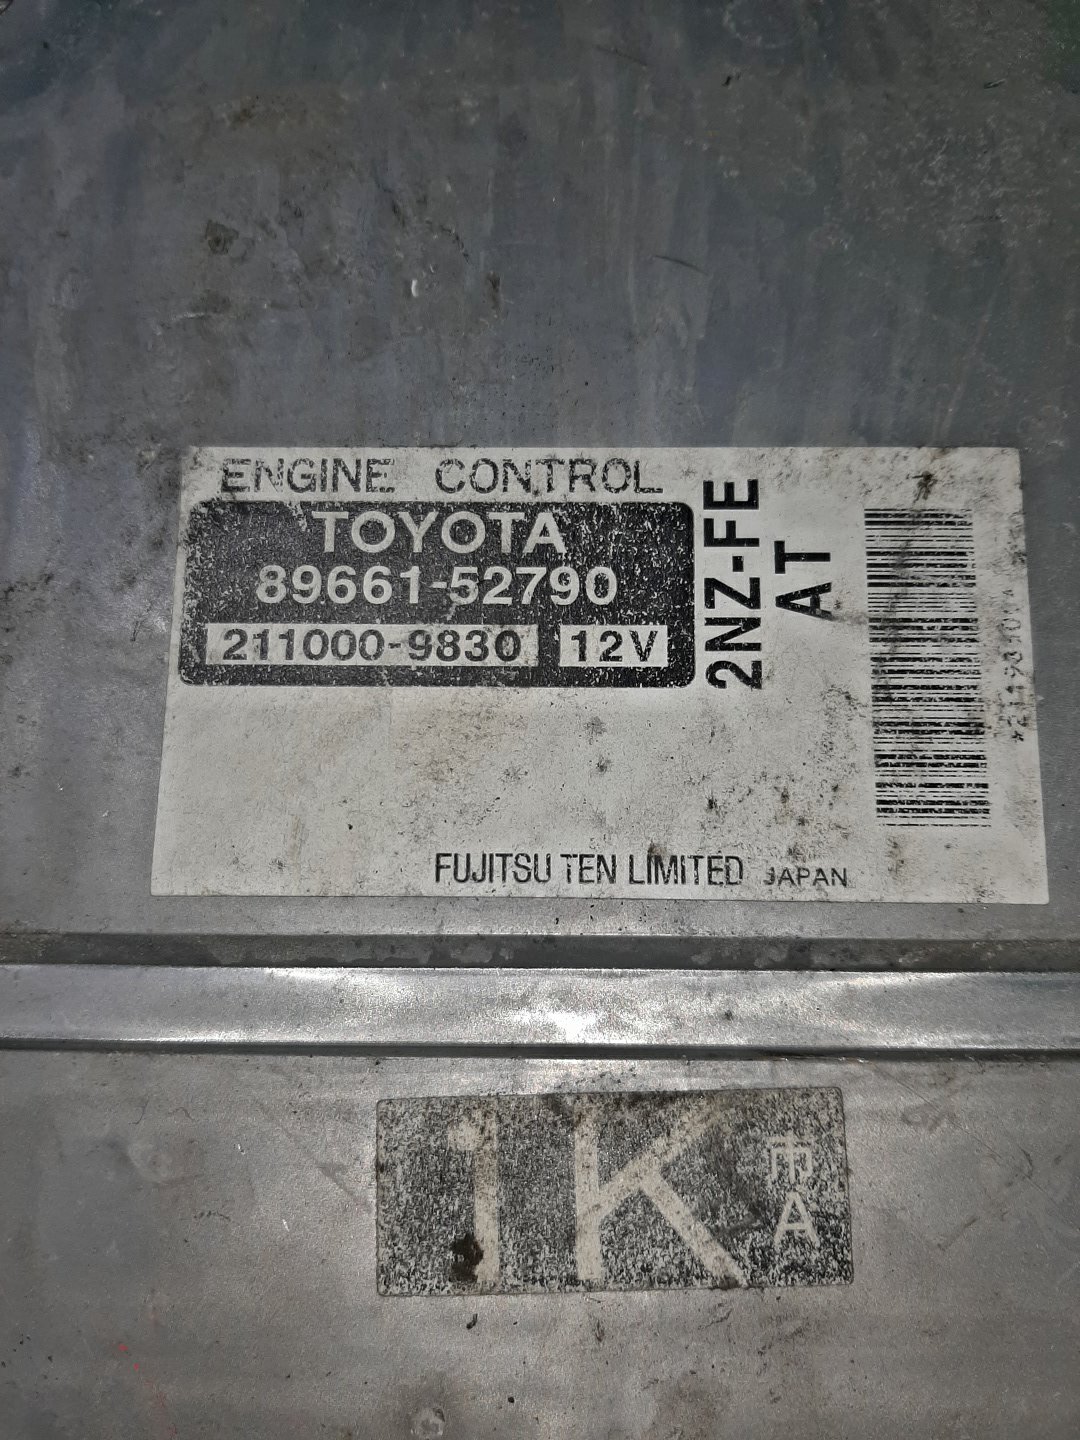 ENGINE CONTROL
TOYOTA
89661-52790
211000-9830 12V
2NZ-FE
AT
FUJITSU TEN LIMITED JAPAN
1K
A